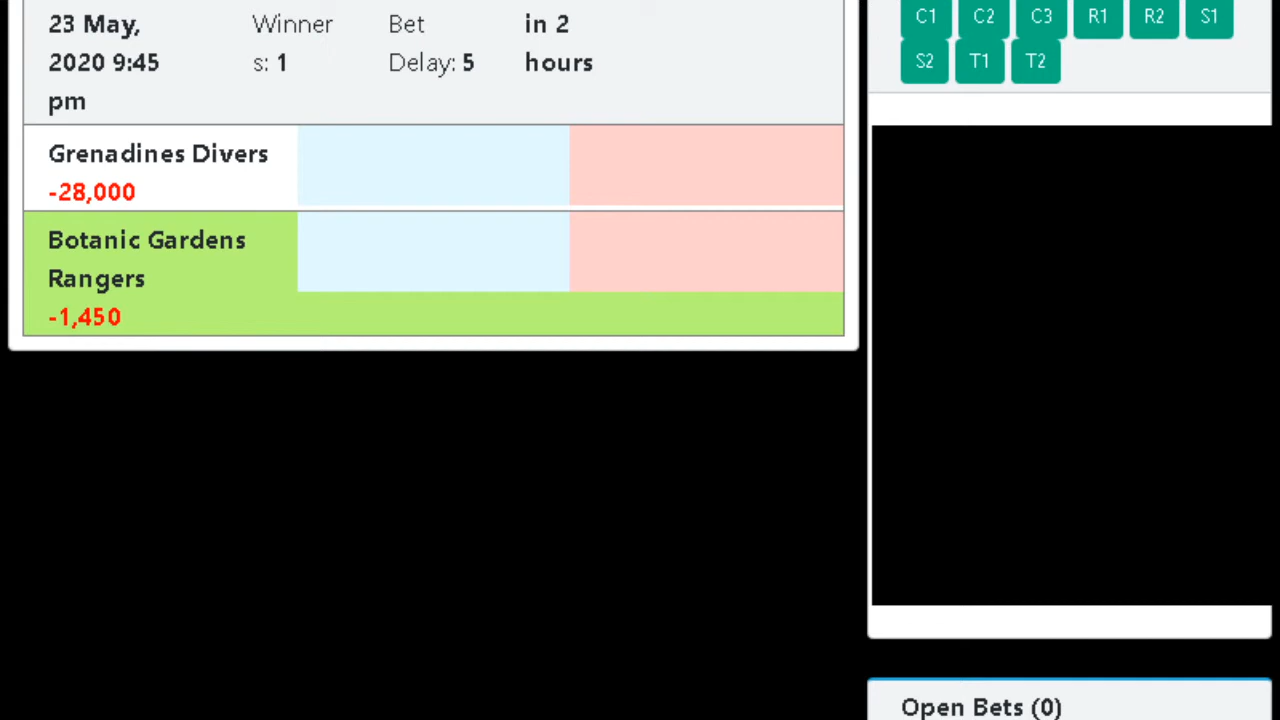 23 May, Winner Bet in 2
2020 9:45 s: 1 Delay: 5 hours
pm
Grenadines Divers
-28,000
Botanic Gardens
Rangers
-1,450
C1 C2 C3 R1 R2 S1
S2 T1 T2
Open Bets (0)